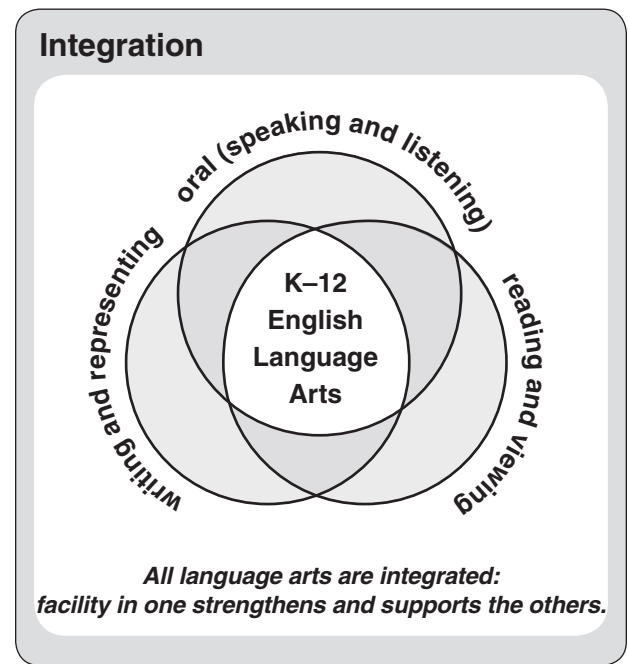 Integration
oral (speaking and listening)
writing and representing
reading and viewing
K–12
English
Language
Arts
All language arts are integrated:
facility in one strengthens and supports the others.